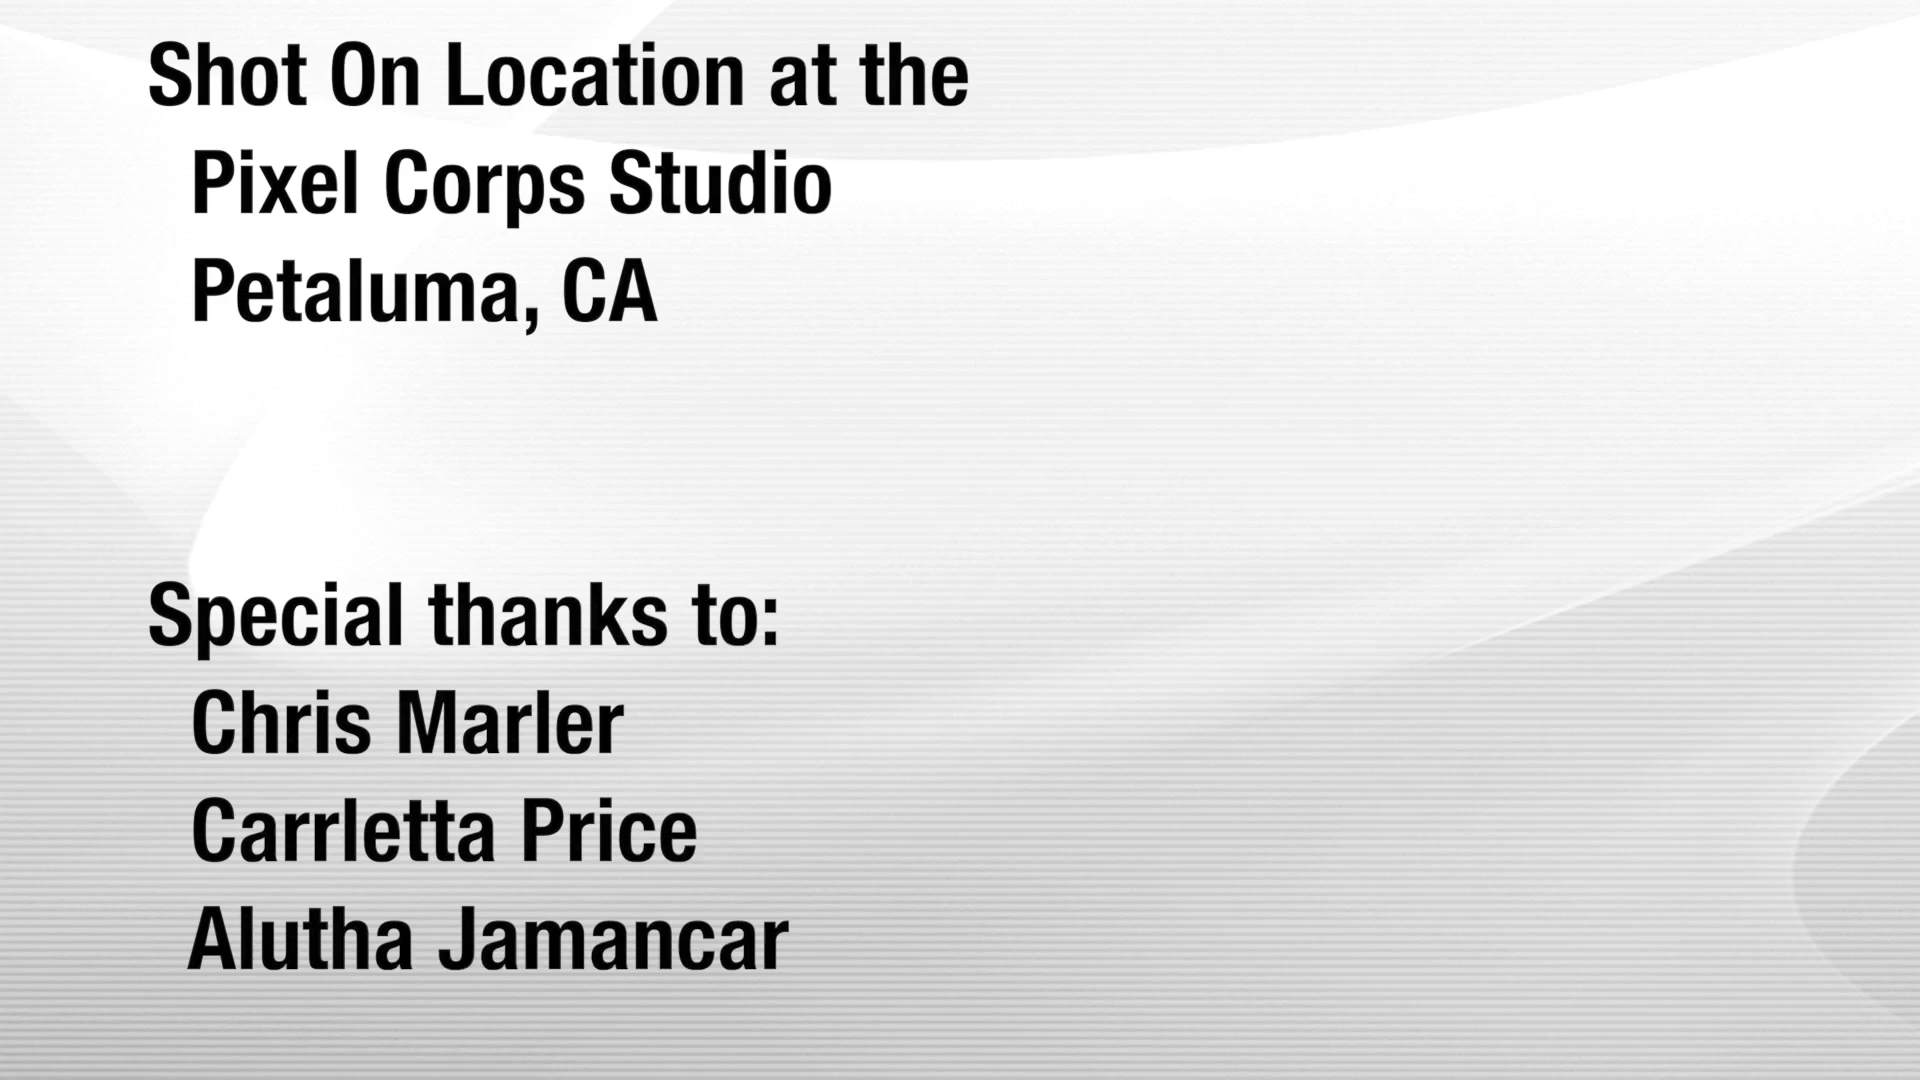 Shot On Location at the
Pixel Corps Studio
Petaluma, CA
Special thanks to:
Chris Marler
Carrletta Price
Alutha Jamancar